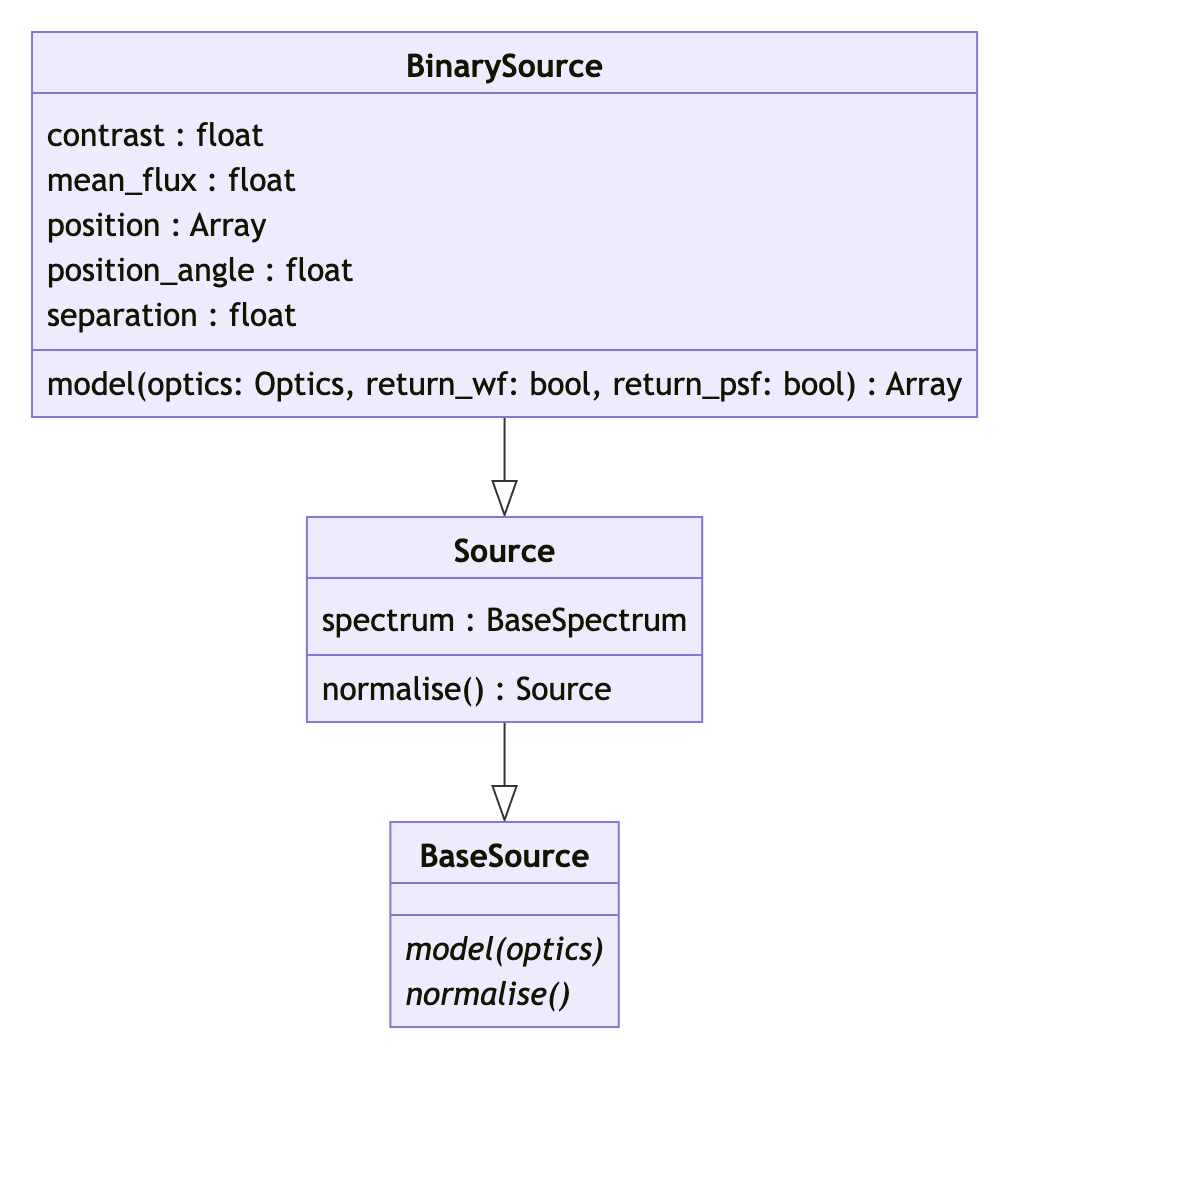 BinarySource
contrast : float
mean_flux : float
position : Array
position_angle : float
separation : float
model(optics: Optics, return_wf: bool, return_psf: bool) : Array
Source
spectrum : BaseSpectrum
normalise() : Source
BaseSource
model(optics)
normalise()